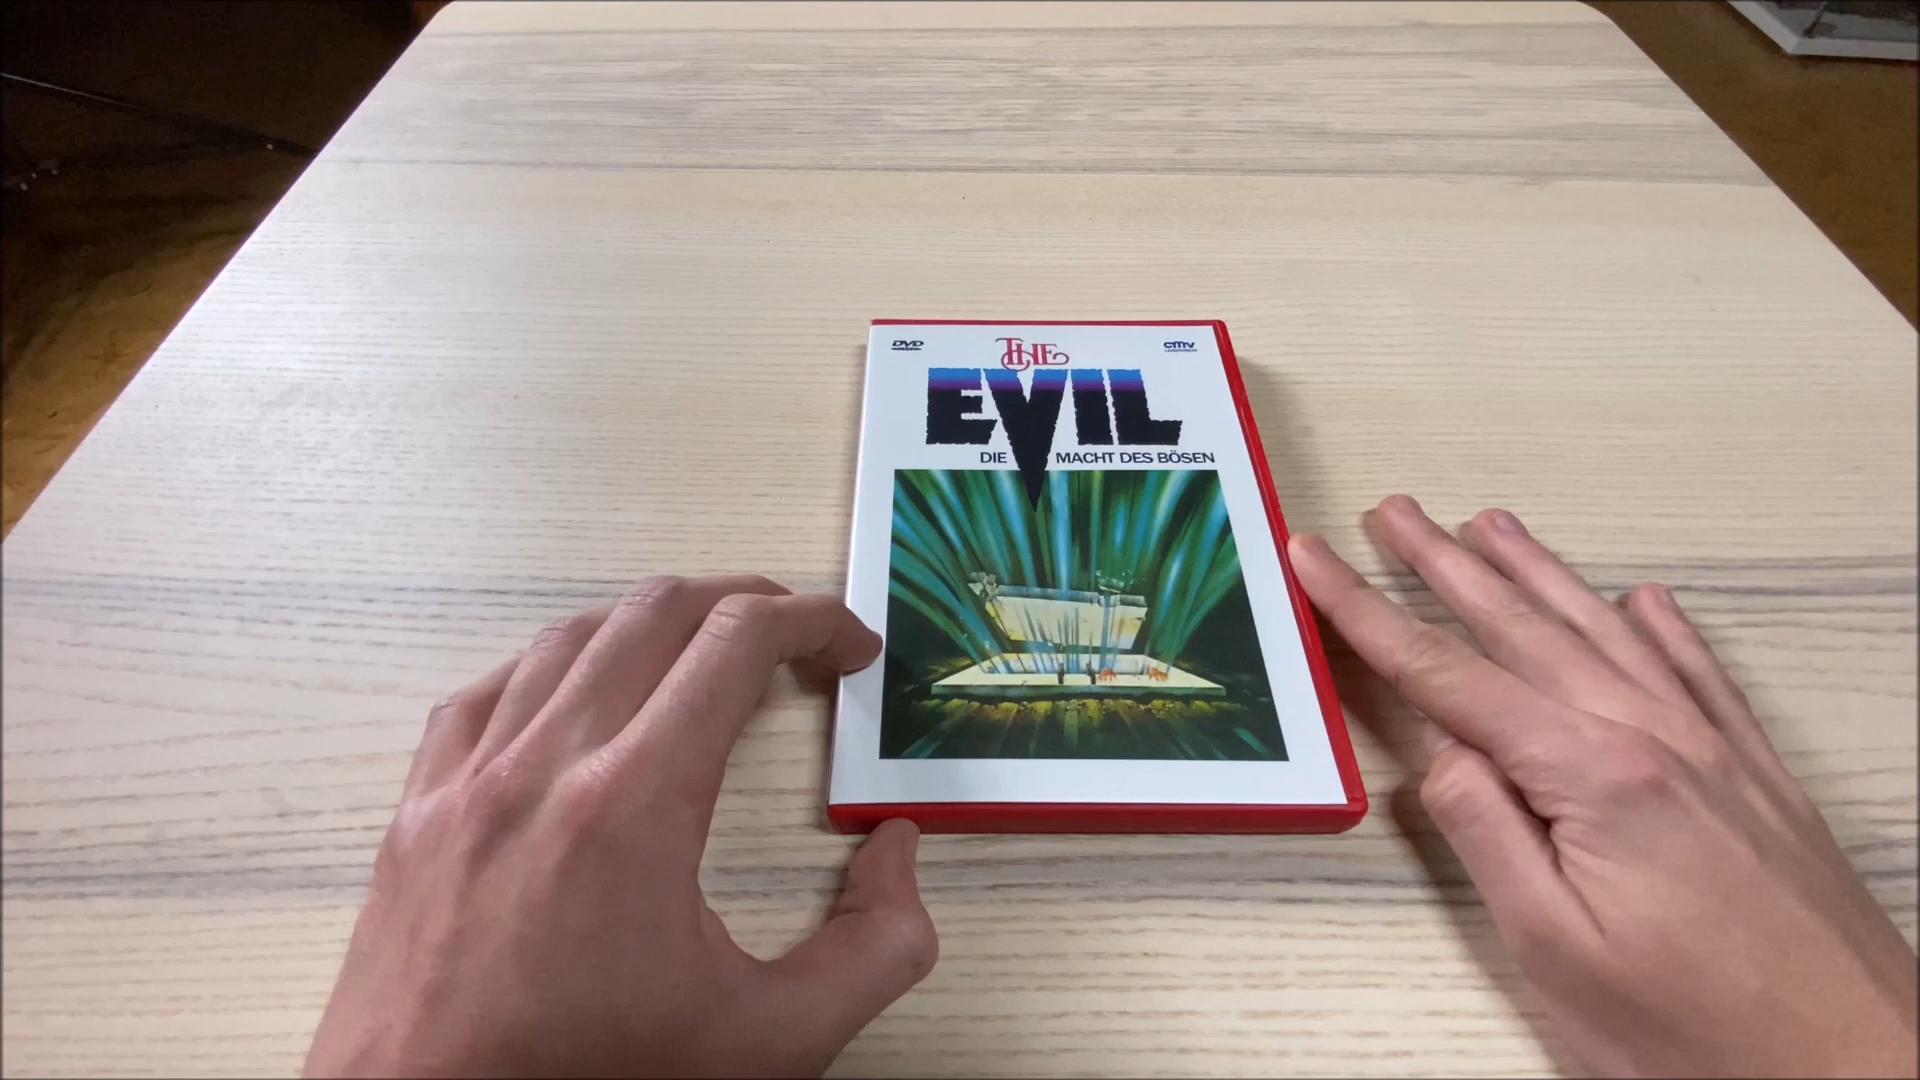 DVD
THE
cmv
EVIL
DIE MACHT DES BÖSEN